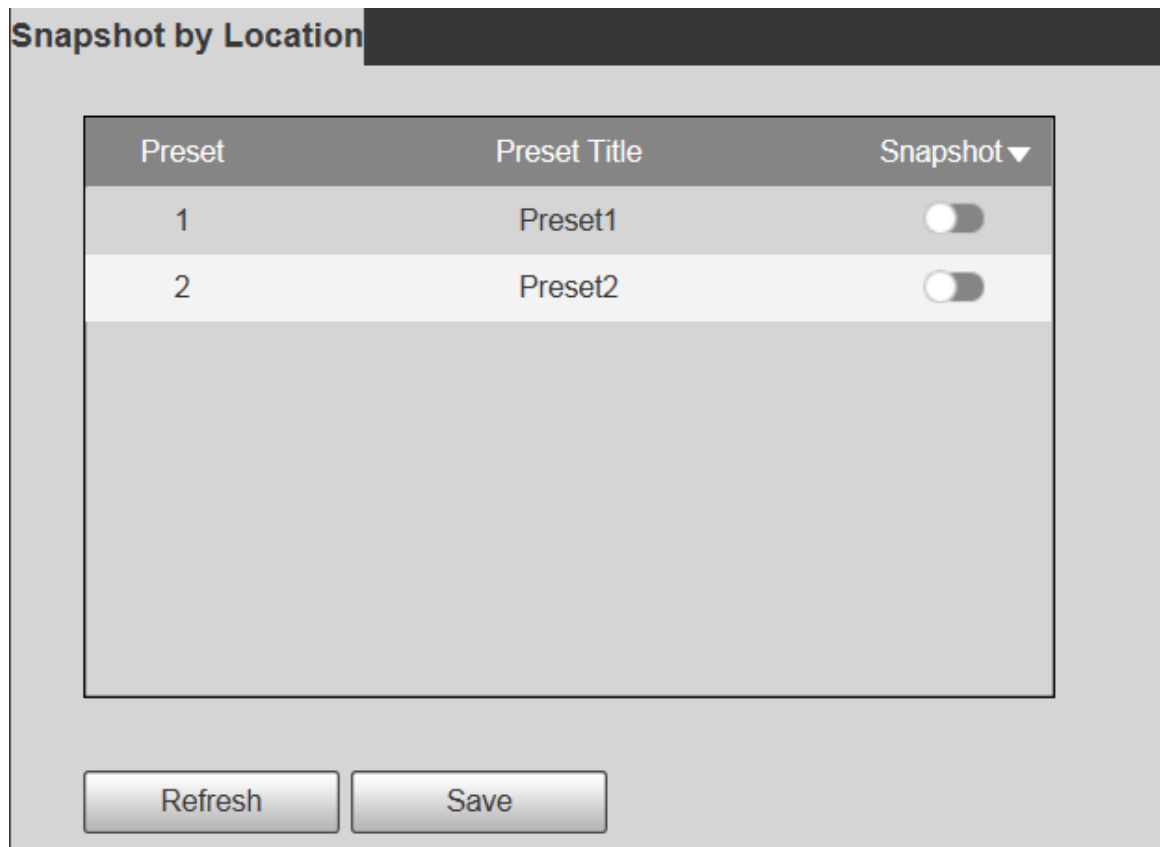 Snapshot by Location
Preset Preset Title Snapshot
1 Preset1
2 Preset2
Refresh Save